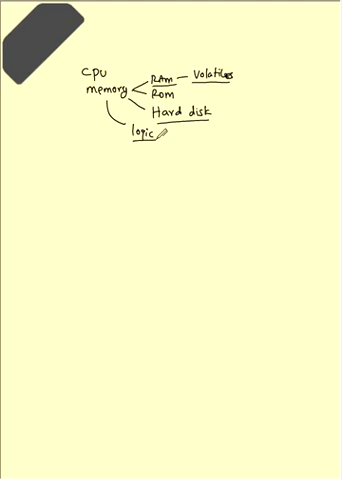 CPU
memory RAM - Volatiles
ROM
Hard disk
logic